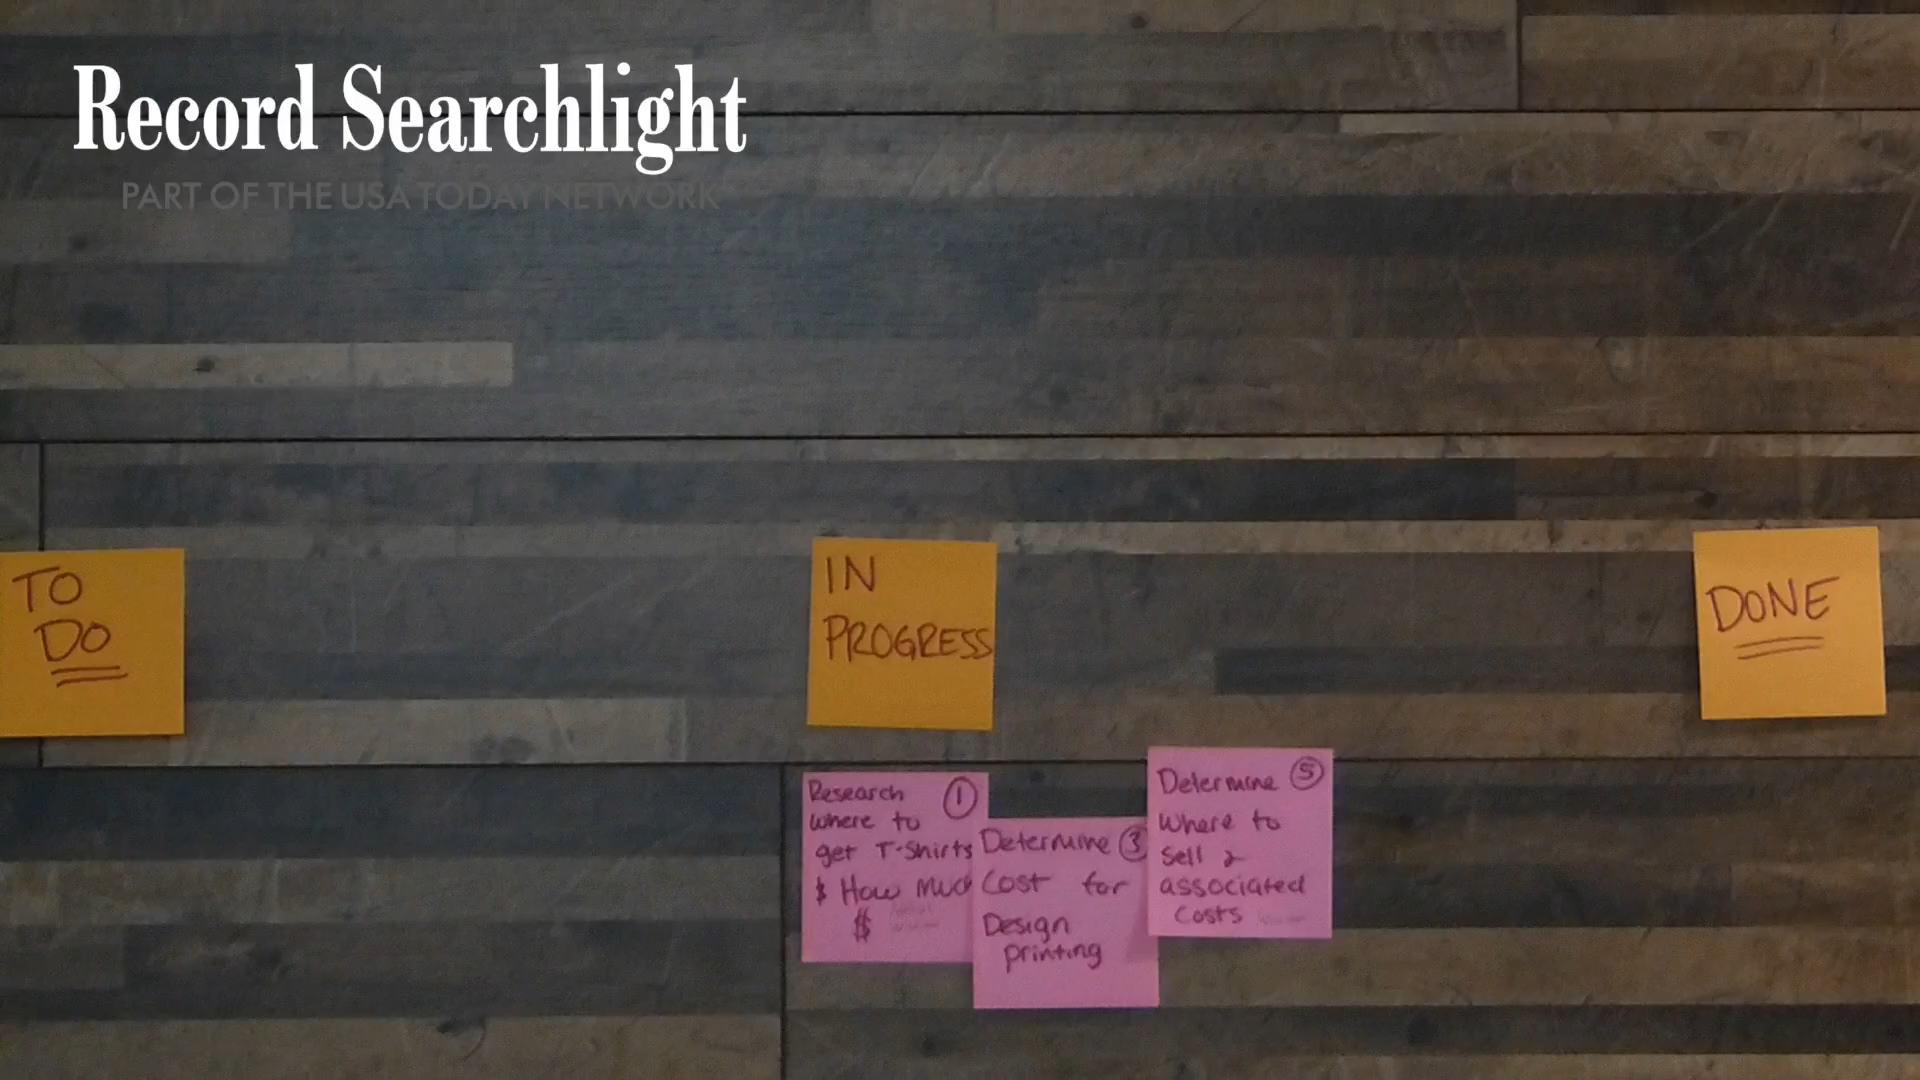 Record Searchlight
PART OF THE USA TODAY NETWORK
TO
DO
IN
PROGRESS
DONE
Research ①
where to
get T-Shirts
$ How Much
$
Determine ③
Cost for
Design
printing
Determine ⑤
Where to
Sell &
associated
Costs